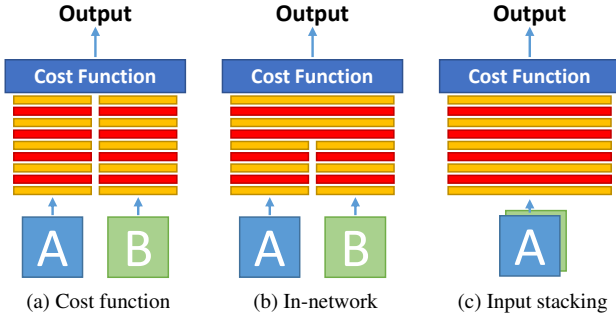 Output Output Output
Cost Function Cost Function Cost Function
A B A B A
(a) Cost function (b) In-network (c) Input stacking